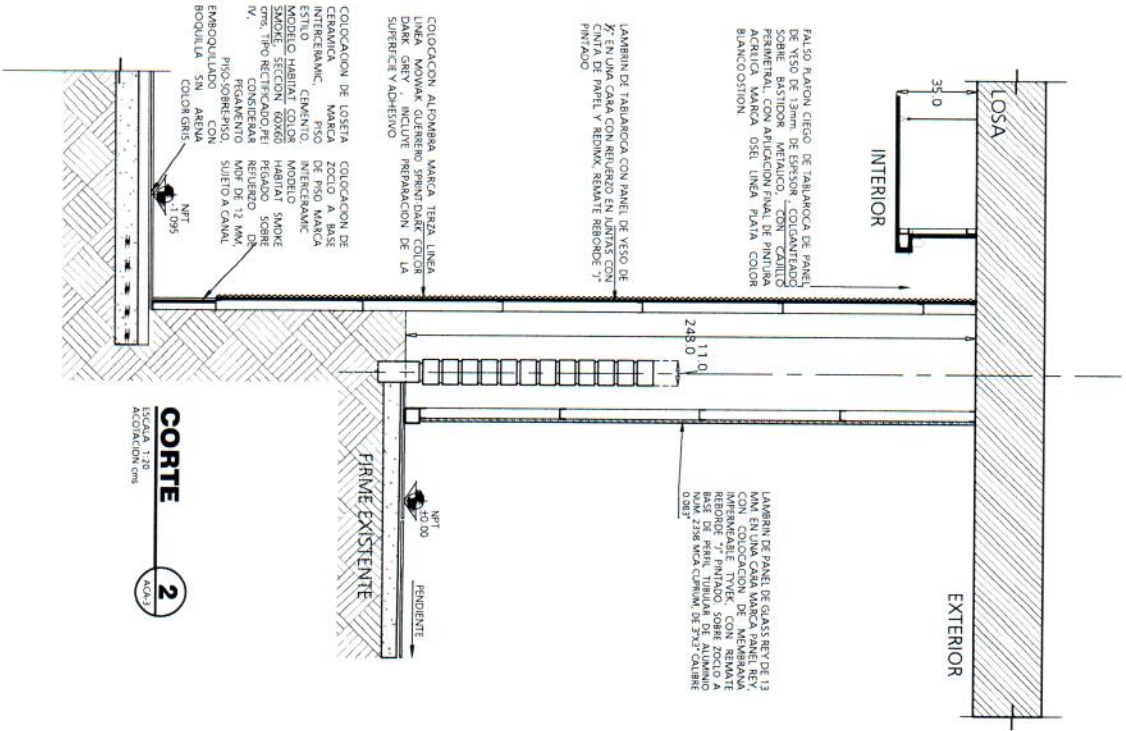 LOSA
35.0
INTERIOR
EXTERIOR
FALSO PLAFON CIEGO DE TABLAROCA DE PANEL
DE YESO DE 13mm. DE ESPESOR , COLGANTEADO
SOBRE BASTIDOR METALICO, CON CAJILLO
PERIMETRAL, CON APLICACION FINAL DE PINTURA
ACRILICA MARCA OSEL LINEA PLATA COLOR
BLANCO OSTION
LAMBRIN DE TABLAROCA CON PANEL DE YESO DE
EN UNA CARA CON REFUERZO EN JUNTAS CON
CINTA DE PAPEL Y REDIMIX, REMATE REBORDE "J"
PINTADO
11.0
248.0
LAMBRIN DE PANEL DE GLASS REY DE 13
MM. EN UNA CARA MARCA PANEL REY,
CON COLOCACION DE MEMBRANA
IMPERMEABLE TYVEK, CON REMATE
REBORDE "J" PINTADO SOBRE ZOCLO A
BASE DE PERFIL TUBULAR DE ALUMINIO
NUM. 2358 MCA CUPRUM, DE 3"X3" CALIBRE
0.083"
COLOCACION ALFOMBRA MARCA TERZA LINEA
LINEA MOWAK GUERRERO SPRINT-DARK COLOR
DARK GREY , INCLUYE PREPARACION DE LA
SUPERFICIE Y ADHESIVO
COLOCACION DE LOSETA
CERAMICA MARCA
INTERCERAMIC, PISO
ESTILO CEMENTO,
MODELO HABITAT COLOR
SMOKE, SECCION 60X60
cms, TIPO RECTIFICADO,PEI
IV, CONSIDERAR
PEGAMENTO
PISO-SOBRE-PISO,
EMBOQUILLADO CON
BOQUILLA SIN ARENA
COLOR GRIS
COLOCACION DE
ZOCLO A BASE
DE PISO MARCA
INTERCERAMIC
MODELO
HABITAT SMOKE
PEGADO SOBRE
REFUERZO DE
MDF DE 12 MM,
SUJETO A CANAL
NPT
-1.095
NPT
±0.00
PENDIENTE
FIRME EXISTENTE
CORTE
ESCALA 1:20
ACOTACION cms
2
ACA-3